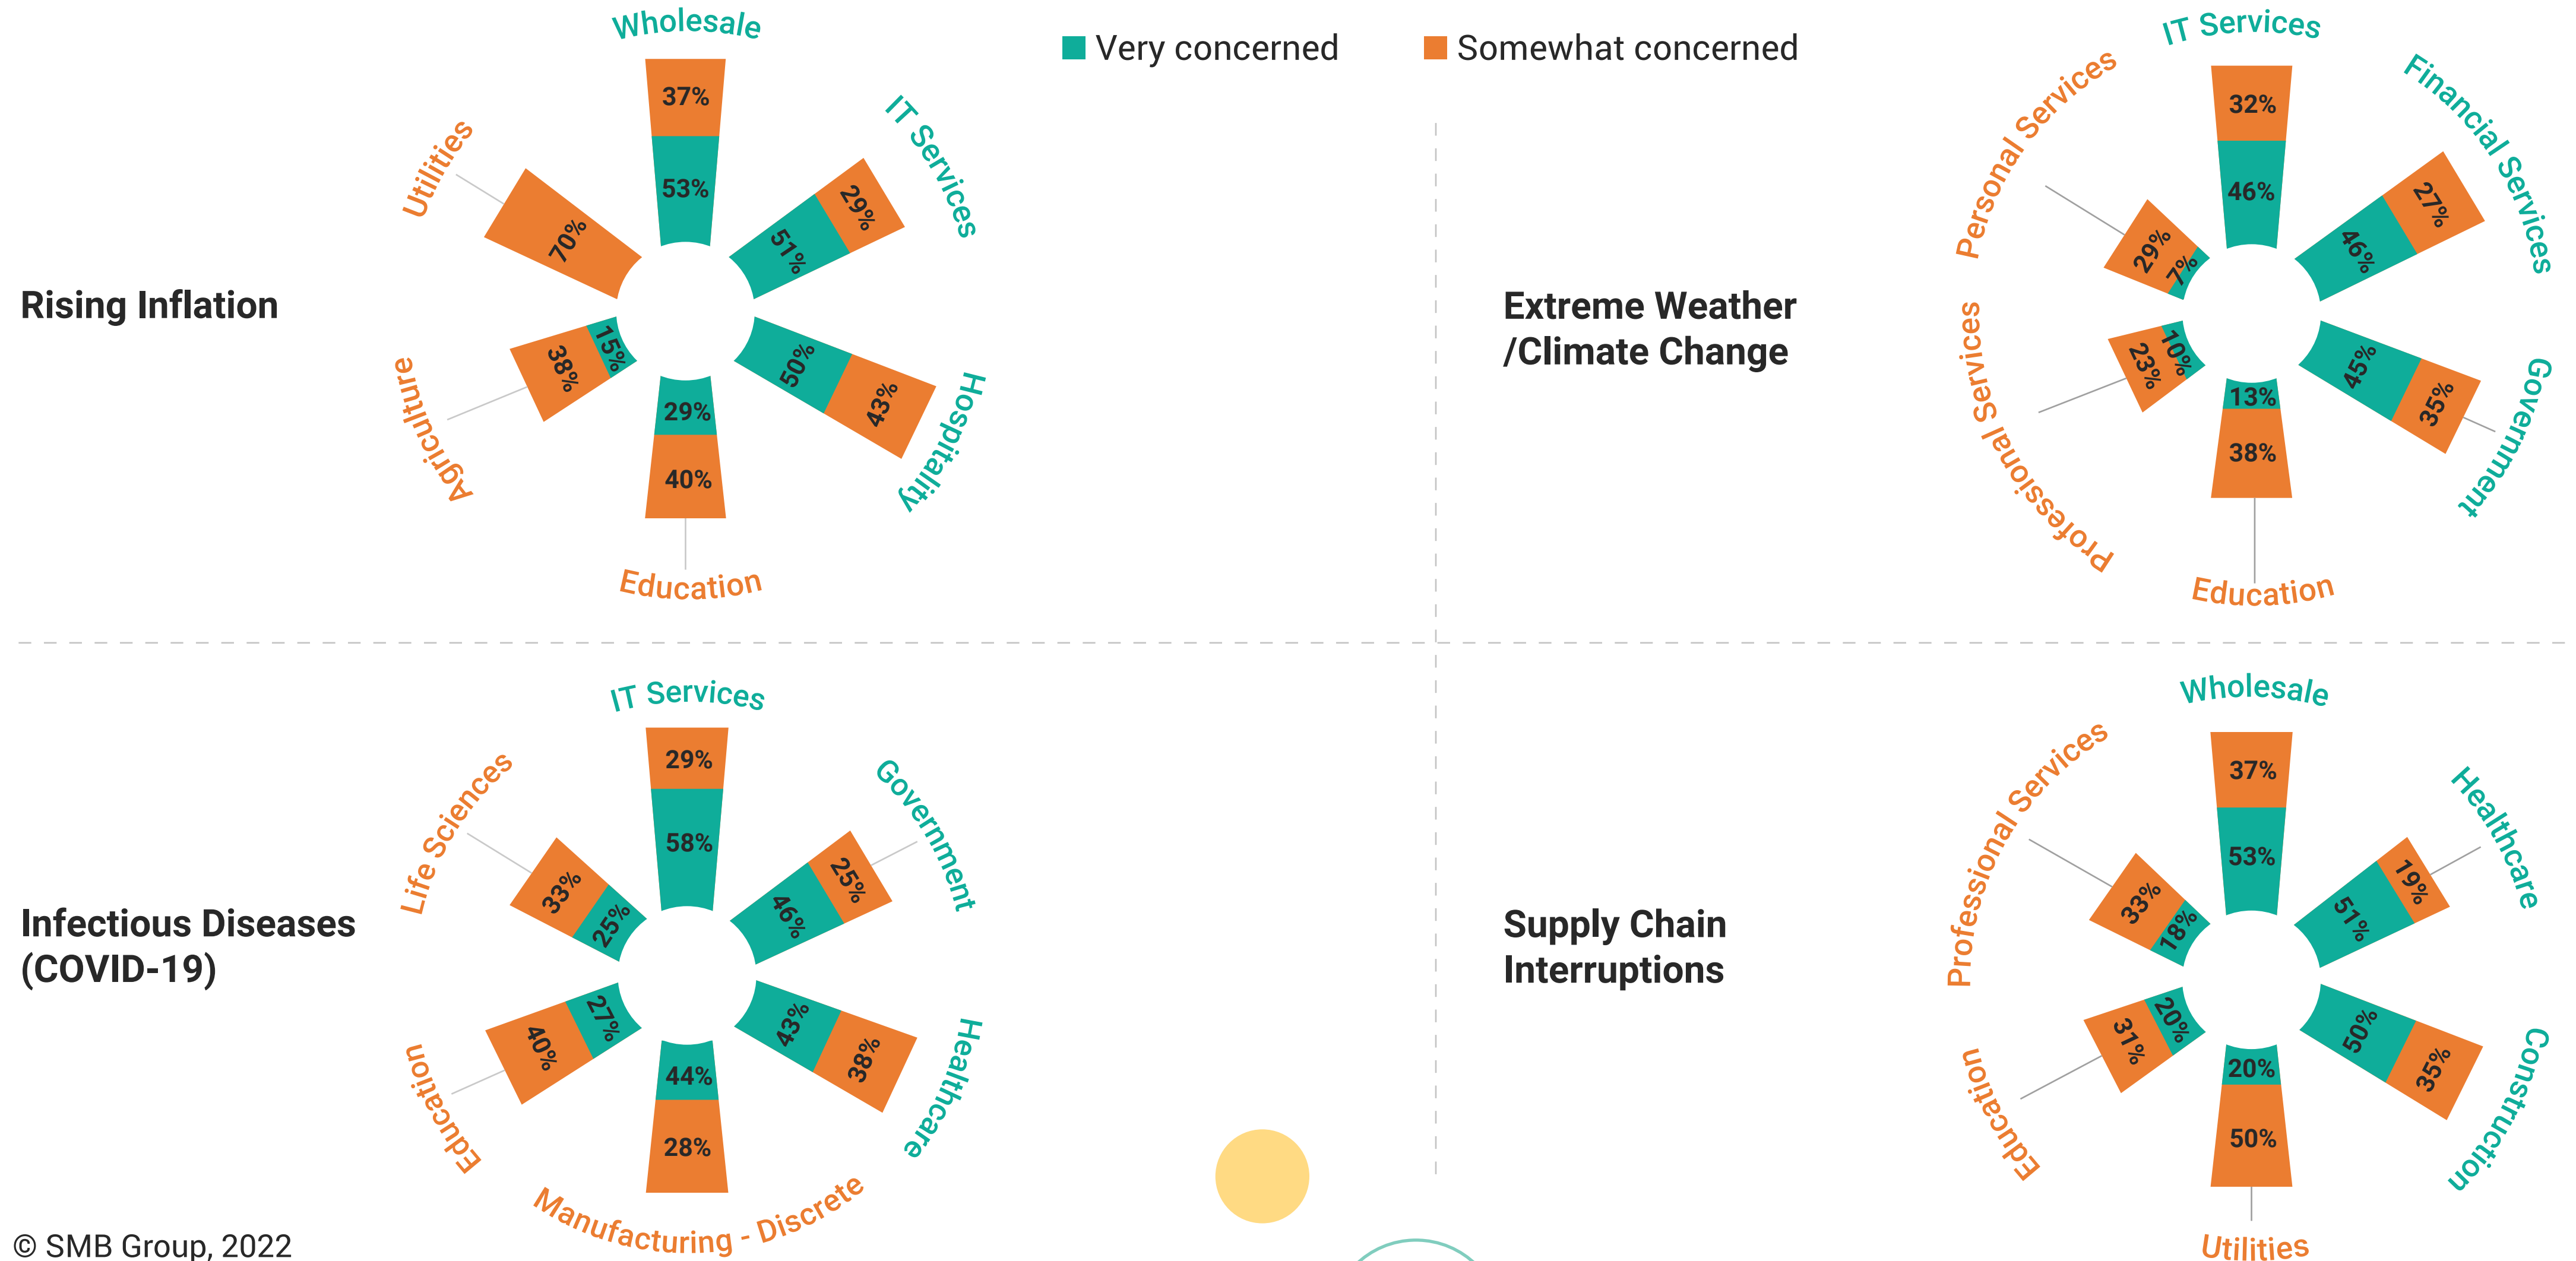 Very concerned
Somewhat concerned
Rising Inflation
Wholesale
37%
53%
IT Services
29%
51%
Hospitality
50%
43%
Education
29%
40%
Agriculture
15%
38%
Utilities
70%
Extreme Weather
/Climate Change
IT Services
32%
46%
Financial Services
27%
46%
Government
45%
35%
Education
13%
38%
Professional Services
10%
23%
Personal Services
29%
7%
Infectious Diseases
(COVID-19)
IT Services
29%
58%
Government
25%
46%
Healthcare
43%
38%
Manufacturing - Discrete
44%
28%
Education
27%
40%
Life Sciences
33%
25%
Supply Chain
Interruptions
Wholesale
37%
53%
Healthcare
19%
51%
Construction
50%
35%
Utilities
20%
50%
Education
20%
31%
Professional Services
33%
18%
© SMB Group, 2022